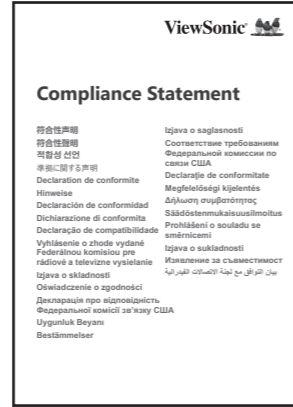 ViewSonic
Compliance Statement
符合性声明
符合性聲明
적합성 선언
準拠に関する声明
Declaration de conformite
Hinweise
Declaración de conformidad
Dichiarazione di conformita
Declaração de compatibilidade
Vyhlásenie o zhode vydané
Federálnou komisiou pre
rádiové a televízne vysielanie
Izjava o skladnosti
Oświadczenie o zgodności
Декларація про відповідність
Федеральної комісії зв'язку США
Uygunluk Beyanı
Bestämmelser
Izjava o saglasnosti
Соответствие требованиям
Федеральной комиссии по
связи США
Declaraţie de conformitate
Megfelelőségi kijelentés
Δήλωση συμβατότητας
Säädöstenmukaisuusilmoitus
Prohlášení o souladu se
směrnicemi
Izjava o sukladnosti
Изявление за съвместимост
بيان التوافق مع لجنة الاتصالات الفيدرالية